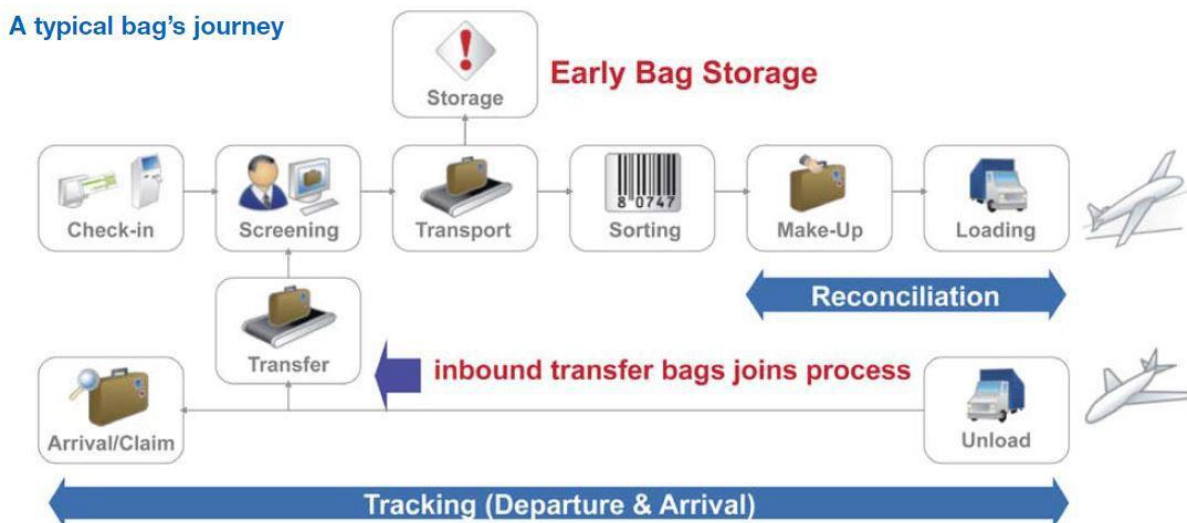 A typical bag's journey
Storage
Early Bag Storage
8 0747
Check-in
Screening
Transport
Sorting
Make-Up
Loading
Reconciliation
Transfer
inbound transfer bags joins process
Arrival/Claim
Unload
Tracking (Departure & Arrival)